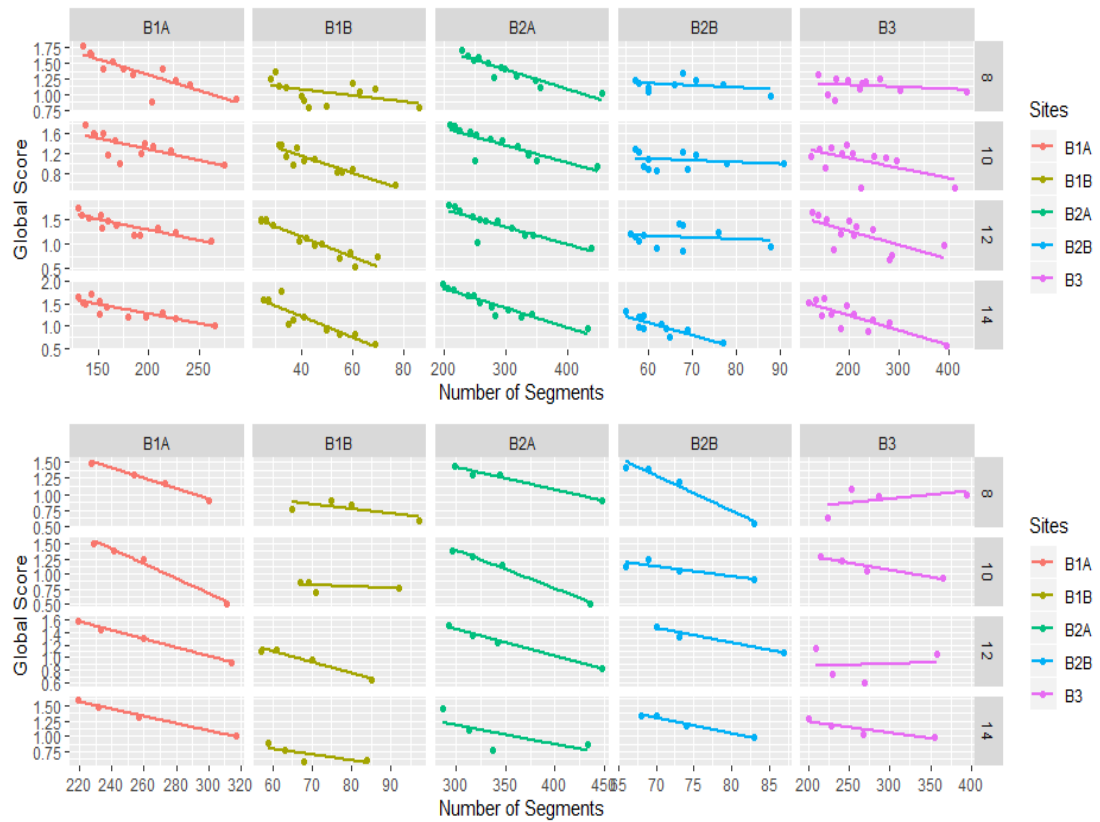 B1A B1B B2A B2B B3
1.75
1.50
1.25
1.00
0.75
8
1.6
1.2
0.8
10
1.5
1.0
0.5
12
2.0
1.5
1.0
0.5
14
Global Score
150 200 250
40 60 80
200 300 400
60 70 80 90
200 300 400
Number of Segments
Sites
B1A
B1B
B2A
B2B
B3
B1A B1B B2A B2B B3
1.50
1.25
1.00
0.75
0.50
8
1.50
1.25
1.00
0.75
0.50
10
1.6
1.4
1.2
1.0
0.8
0.6
12
1.50
1.25
1.00
0.75
14
Global Score
220 240 260 280 300 320
60 70 80 90
300 350 400 450
65 70 75 80 85
200 250 300 350 400
Number of Segments
Sites
B1A
B1B
B2A
B2B
B3